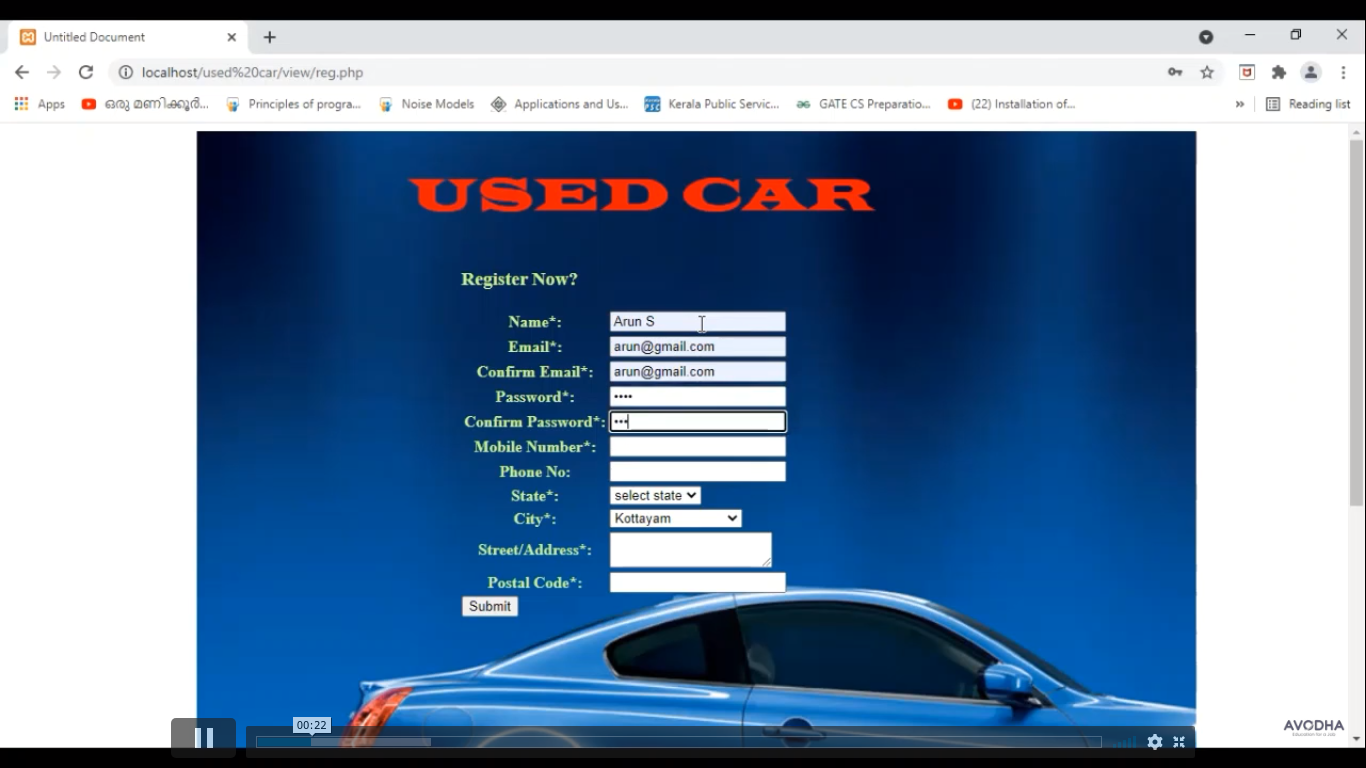 Untitled Document
localhost/used%20car/view/reg.php
Apps
ഒരു മണിക്കൂർ...
Principles of progra...
Noise Models
Applications and Us...
Kerala Public Servic...
GATE CS Preparatio...
(22) Installation of...
»
Reading list
USED CAR
Register Now?
Name*: Arun S
Email*: arun@gmail.com
Confirm Email*: arun@gmail.com
Password*: ••••
Confirm Password*: •••
Mobile Number*:
Phone No:
State*: select state
City*: Kottayam
Street/Address*:
Postal Code*:
Submit
00:22
AVODHA